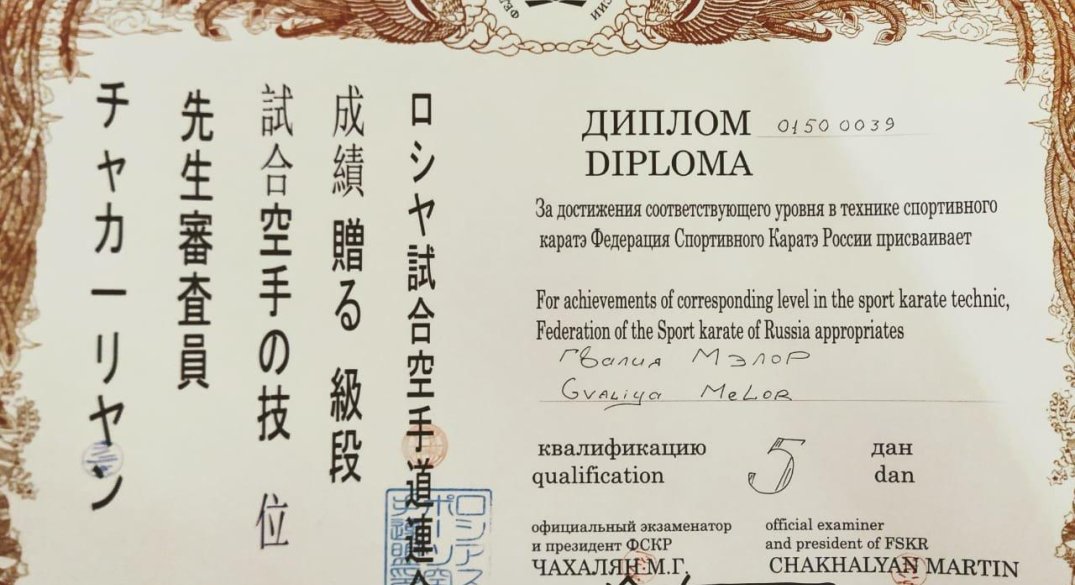 ロシヤ試合空手道連合
成績 贈る 級段
試合空手の技 位
先生審査員
チャカーリヤン
ДИПЛОМ 0150 0039
DIPLOMA
За достижения соответствующего уровня в технике спортивного
каратэ Федерация Спортивного Каратэ России присваивает
For achievements of corresponding level in the sport karate technic,
Federation of the Sport karate of Russia appropriates
Гвалия Мэлор
Gvaliya MeLoR
квалификацию 5 дан
qualification dan
официальный экзаменатор
и президент ФСКР
ЧАХАЛЯН М.Г.
official examiner
and president of FSKR
CHAKHALYAN MARTIN